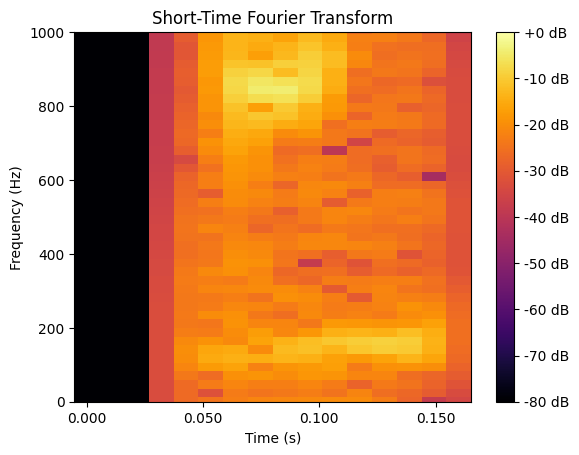 Short-Time Fourier Transform
1000
800
600
400
200
0
Frequency (Hz)
0.000
0.050
0.100
0.150
Time (s)
+0 dB
-10 dB
-20 dB
-30 dB
-40 dB
-50 dB
-60 dB
-70 dB
-80 dB